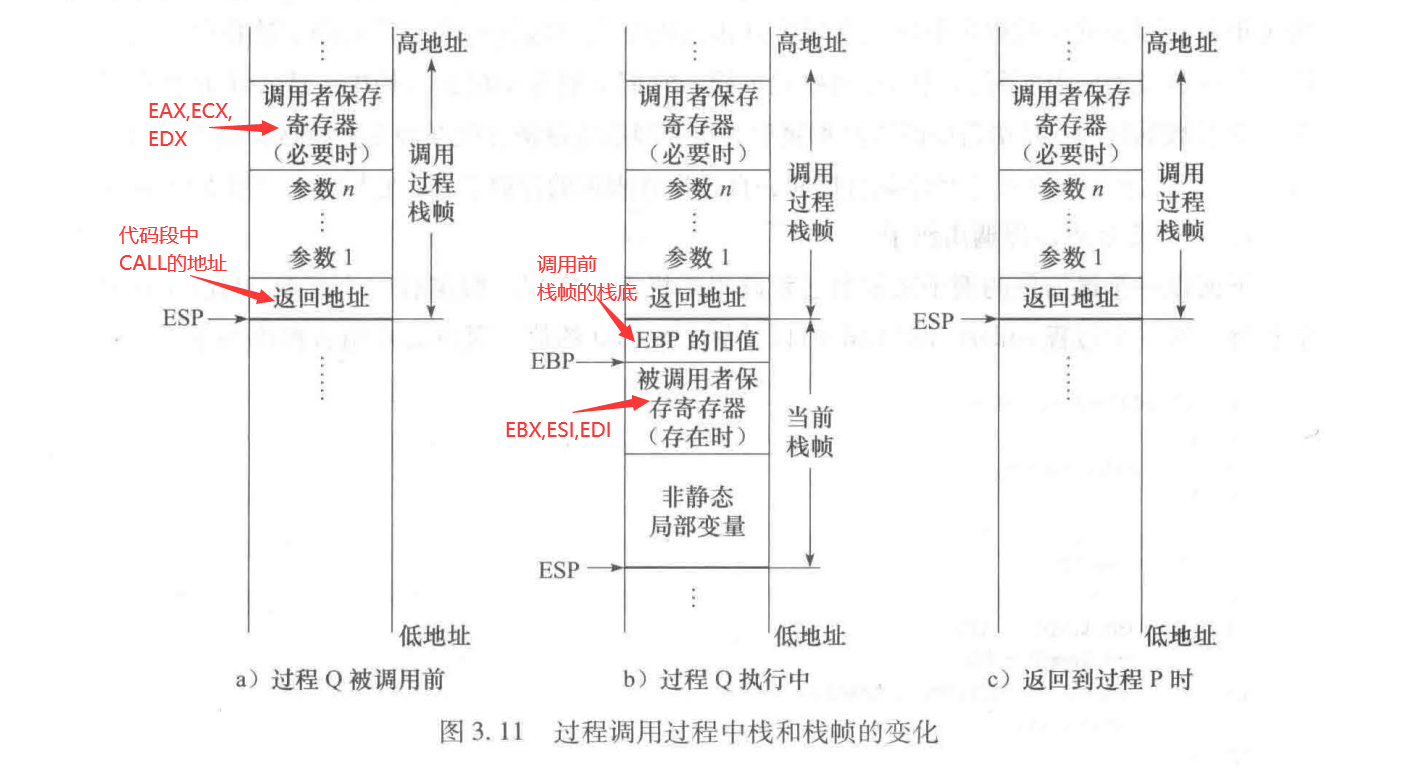 高地址
EAX,ECX,
EDX
调用者保存
寄存器
（必要时）
参数 n
参数 1
返回地址
调用
过程
栈帧
代码段中
CALL的地址
ESP
低地址
a）过程 Q 被调用前
高地址
调用者保存
寄存器
（必要时）
参数 n
参数 1
返回地址
调用
过程
栈帧
调用前
栈帧的栈底
EBP 的旧值
EBP
被调用者保
存寄存器
（存在时）
EBX,ESI,EDI
当前
栈帧
非静态
局部变量
ESP
低地址
b）过程 Q 执行中
高地址
调用者保存
寄存器
（必要时）
参数 n
参数 1
返回地址
调用
过程
栈帧
ESP
低地址
c）返回到过程 P 时
图 3.11 过程调用过程中栈和栈帧的变化